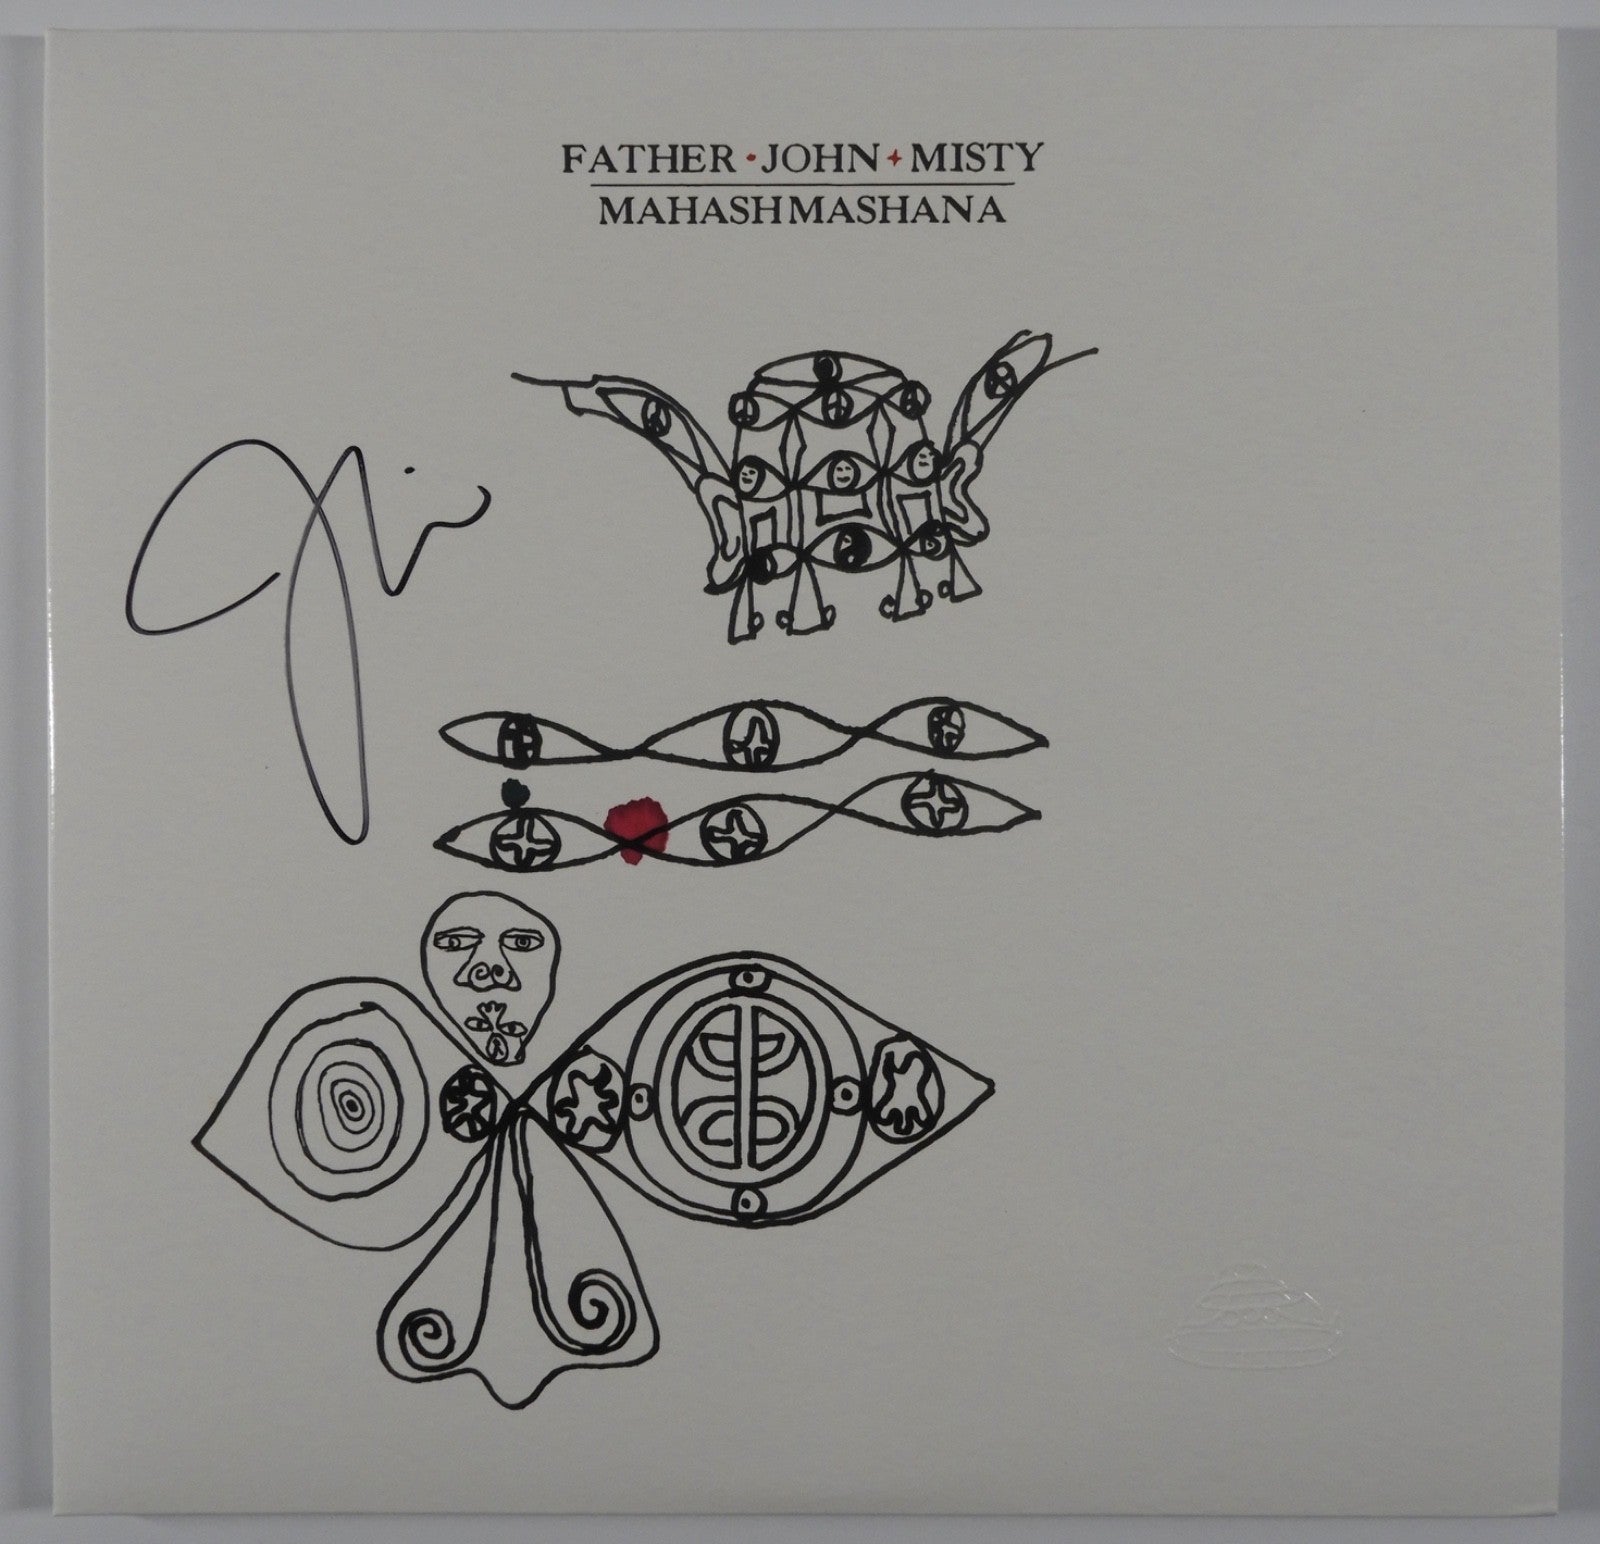 FATHER · JOHN + MISTY
MAHASHMASHANA